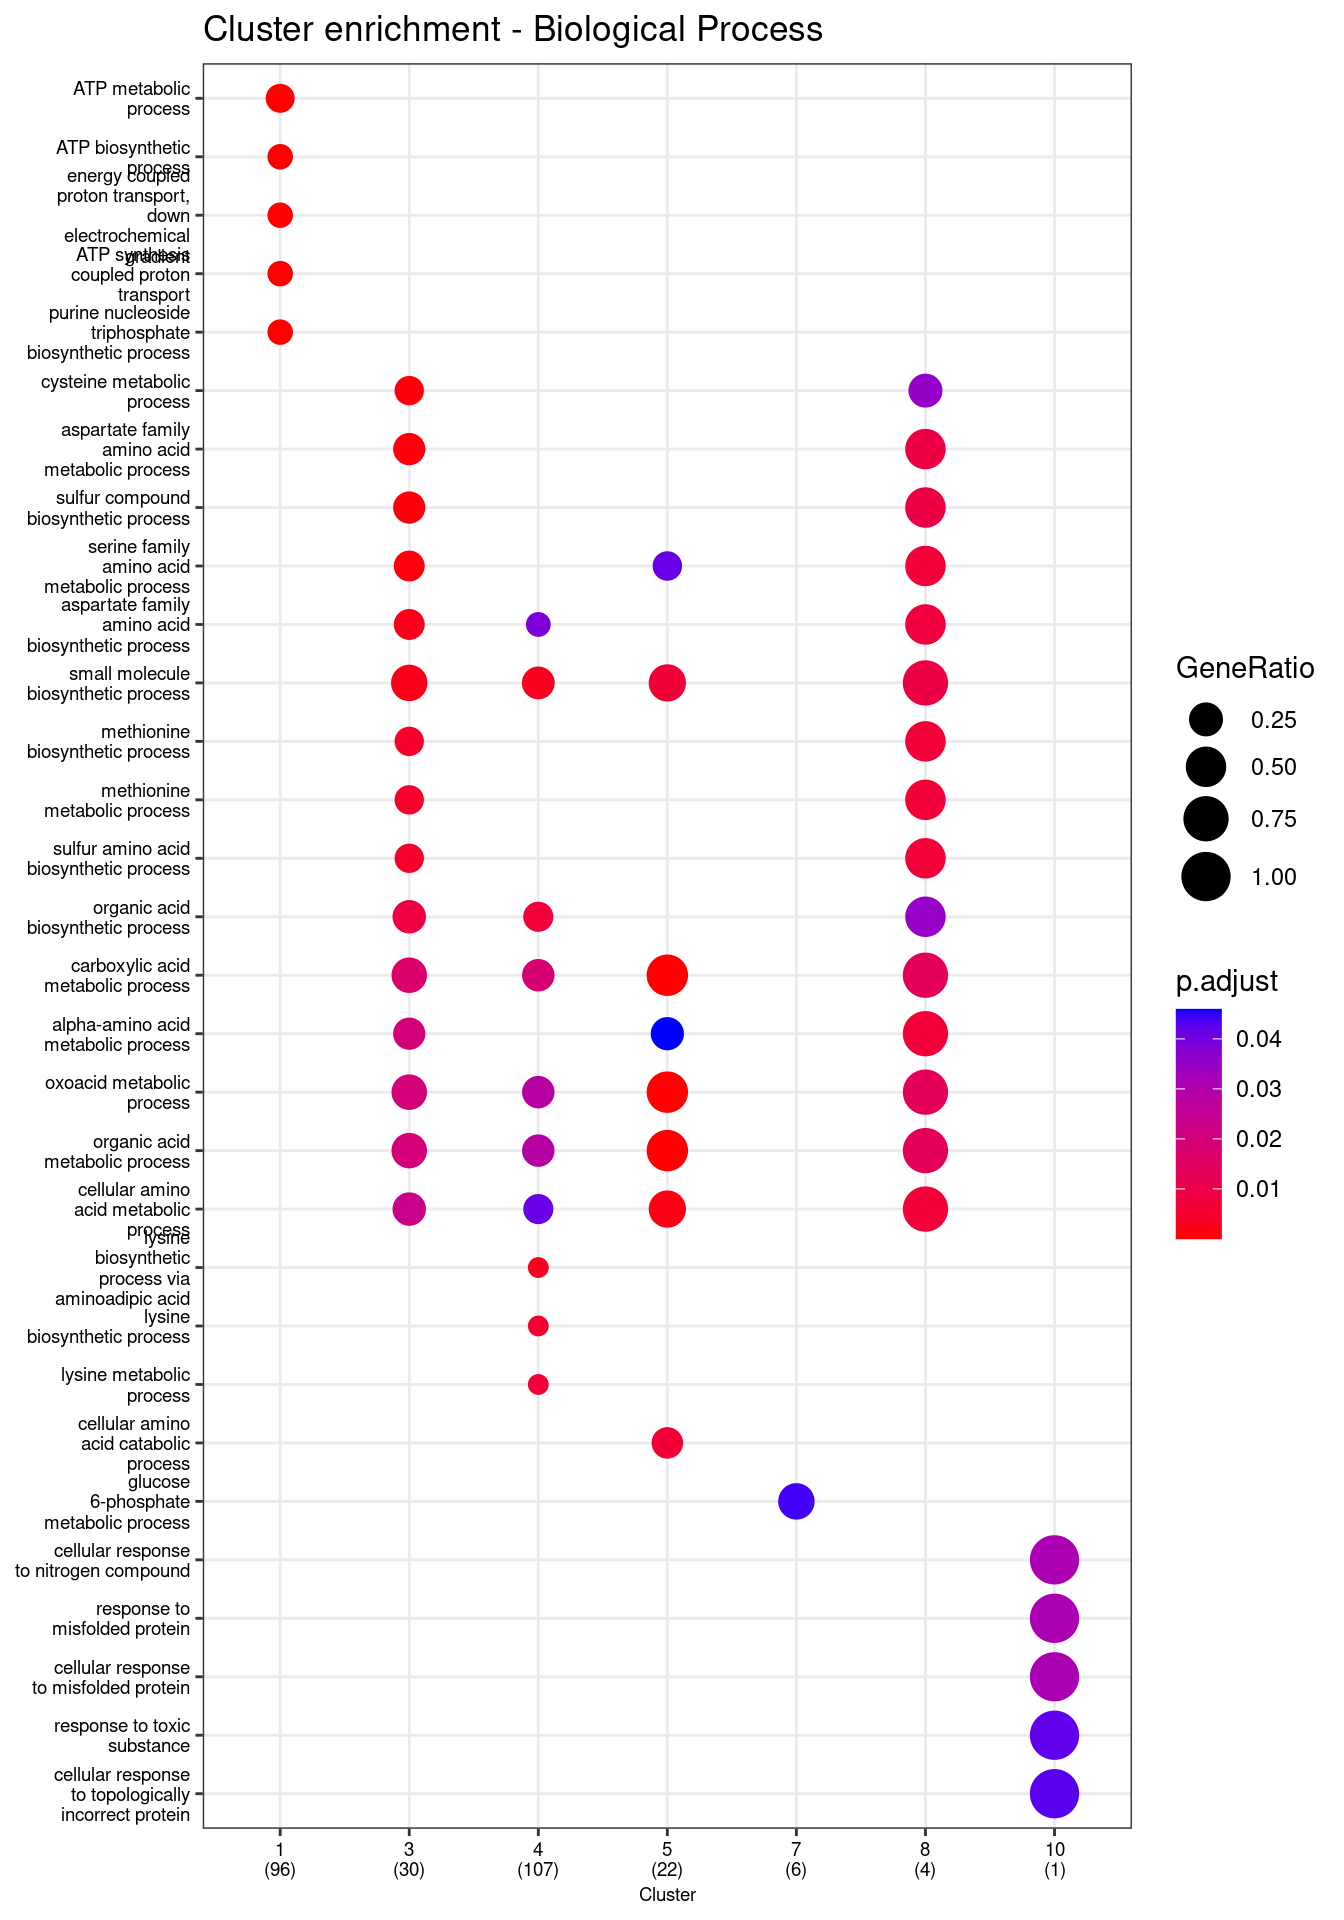 Cluster enrichment - Biological Process
ATP metabolic
process
ATP biosynthetic
process
energy coupled
proton transport,
down
electrochemical
gradient
ATP synthesis
coupled proton
transport
purine nucleoside
triphosphate
biosynthetic process
cysteine metabolic
process
aspartate family
amino acid
metabolic process
sulfur compound
biosynthetic process
serine family
amino acid
metabolic process
aspartate family
amino acid
biosynthetic process
small molecule
biosynthetic process
methionine
biosynthetic process
methionine
metabolic process
sulfur amino acid
biosynthetic process
organic acid
biosynthetic process
carboxylic acid
metabolic process
alpha-amino acid
metabolic process
oxoacid metabolic
process
organic acid
metabolic process
cellular amino
acid metabolic
process
lysine
biosynthetic
process via
aminoadipic acid
lysine
biosynthetic process
lysine metabolic
process
cellular amino
acid catabolic
process
glucose
6-phosphate
metabolic process
cellular response
to nitrogen compound
response to
misfolded protein
cellular response
to misfolded protein
response to toxic
substance
cellular response
to topologically
incorrect protein
1 3 4 5 7 8 10
(96) (30) (107) (22) (6) (4) (1)
Cluster
GeneRatio
0.25
0.50
0.75
1.00
p.adjust
0.04
0.03
0.02
0.01